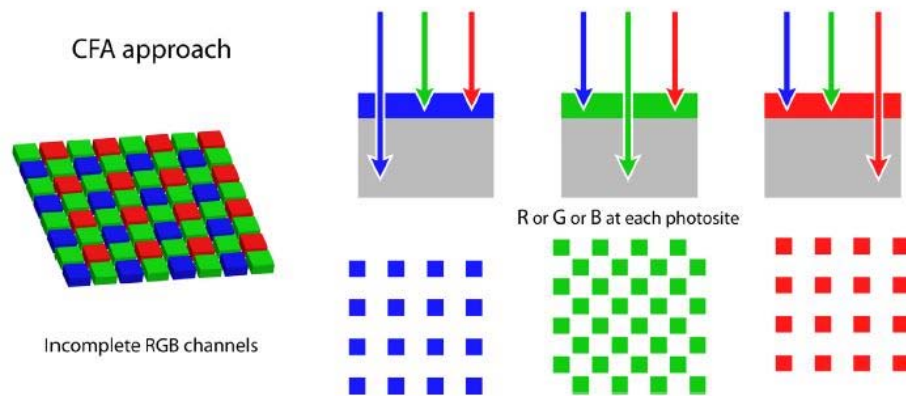 CFA approach
R or G or B at each photosite
Incomplete RGB channels